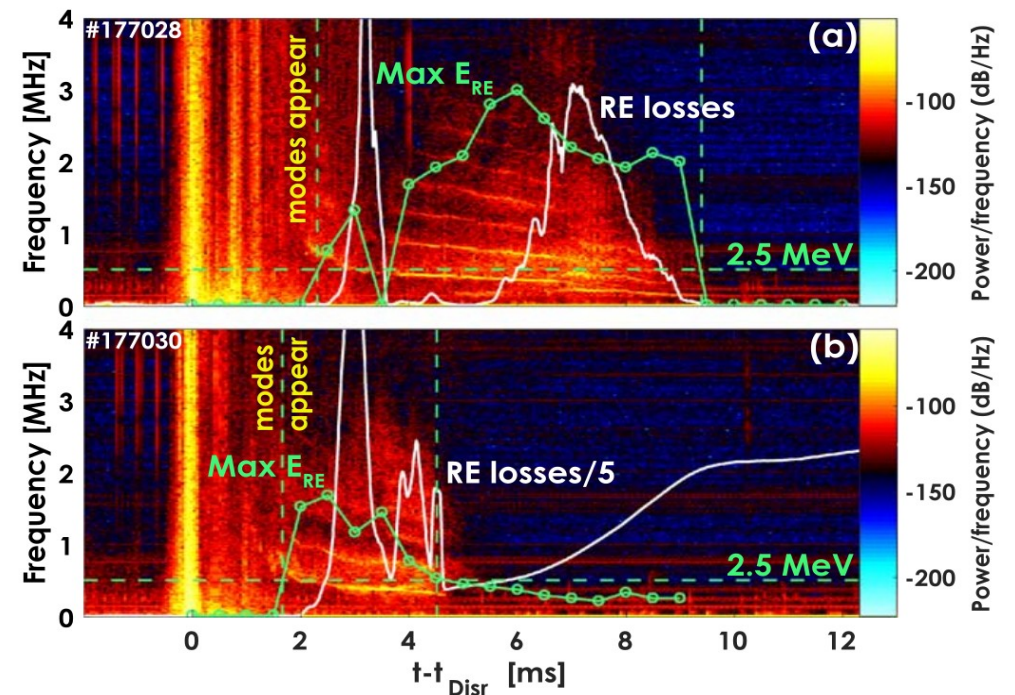 #177028
(a)
4
3
2
1
0
Frequency [MHz]
modes appear
Max E_RE
RE losses
2.5 MeV
-100
-150
-200
Power/frequency (dB/Hz)
#177030
(b)
4
3
2
1
0
Frequency [MHz]
modes
appear
Max E_RE
RE losses/5
2.5 MeV
-100
-150
-200
Power/frequency (dB/Hz)
0 2 4 6 8 10 12
t-t_Disr [ms]